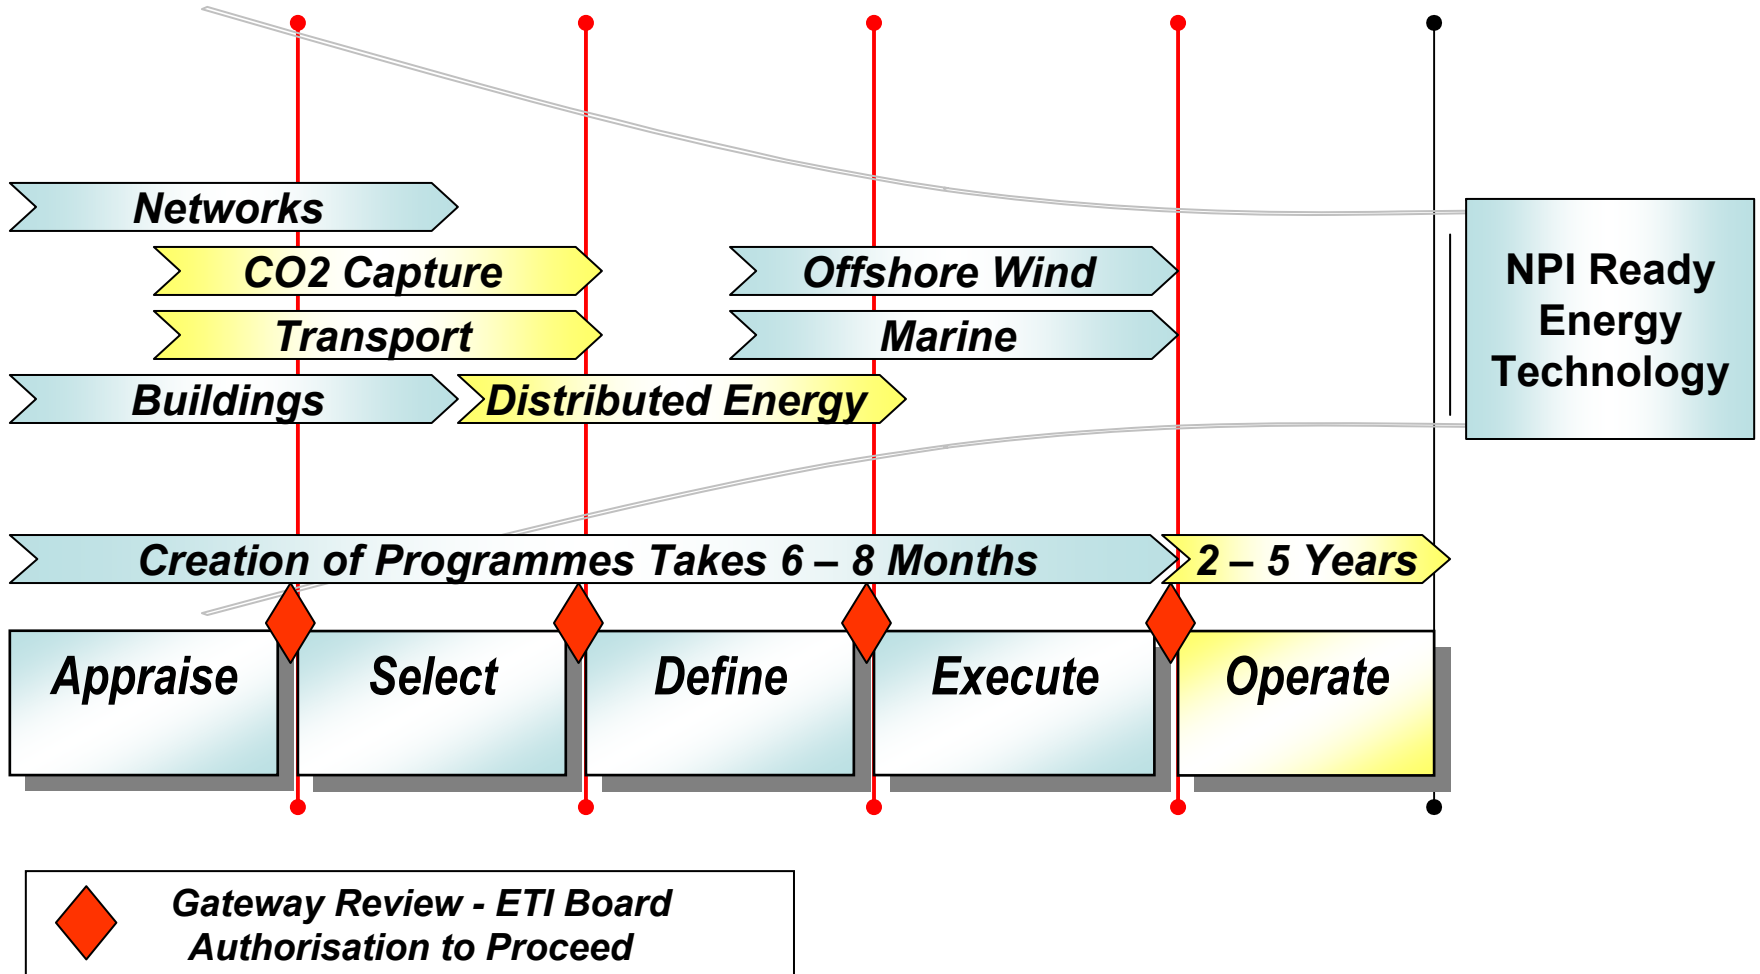 Networks
CO2 Capture
Offshore Wind
Transport
Marine
Buildings
Distributed Energy
NPI Ready
Energy
Technology
Creation of Programmes Takes 6 – 8 Months
2 – 5 Years
Appraise
Select
Define
Execute
Operate
Gateway Review - ETI Board
Authorisation to Proceed